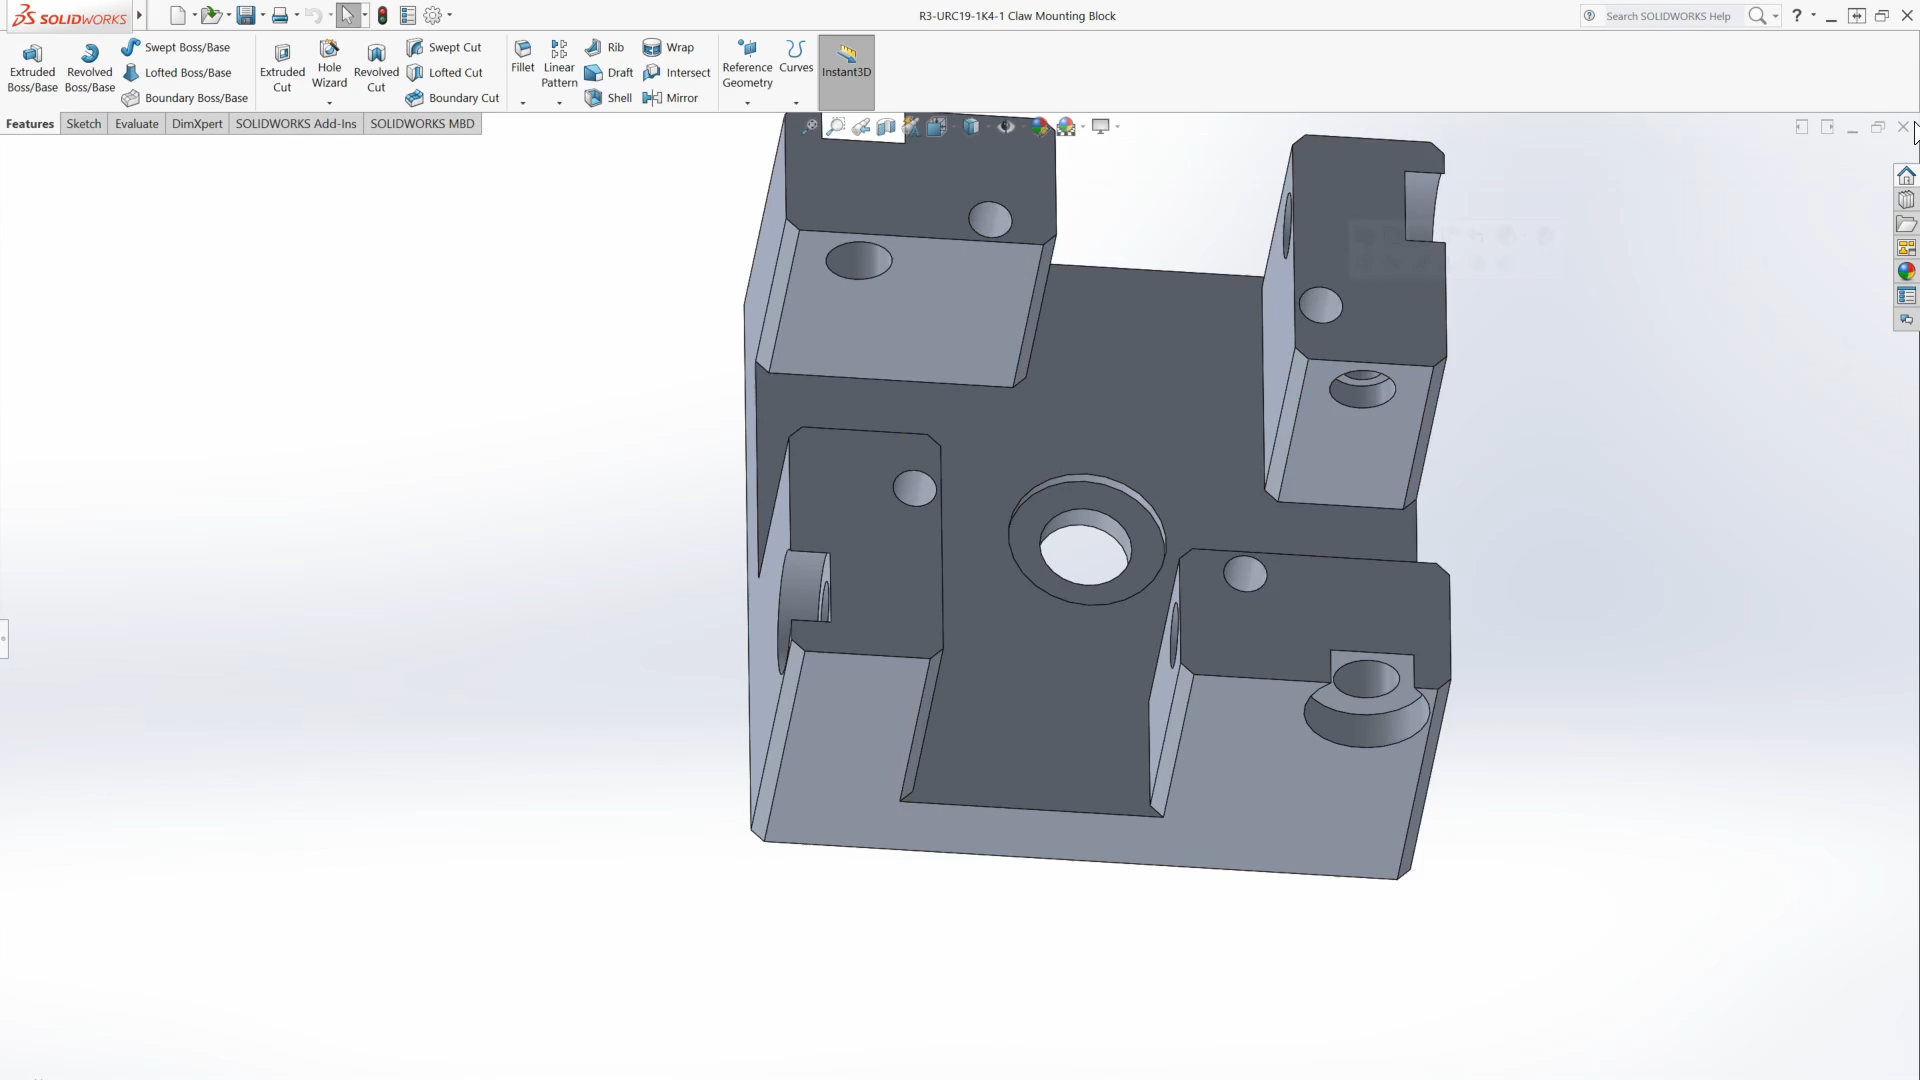 SOLIDWORKS
R3-URC19-1K4-1 Claw Mounting Block
Search SOLIDWORKS Help
?
Extruded Boss/Base
Revolved Boss/Base
Swept Boss/Base
Lofted Boss/Base
Boundary Boss/Base
Extruded Cut
Hole Wizard
Revolved Cut
Swept Cut
Lofted Cut
Boundary Cut
Fillet
Linear Pattern
Rib
Draft
Shell
Wrap
Intersect
Mirror
Reference Geometry
Curves
Instant3D
Features
Sketch
Evaluate
DimXpert
SOLIDWORKS Add-Ins
SOLIDWORKS MBD